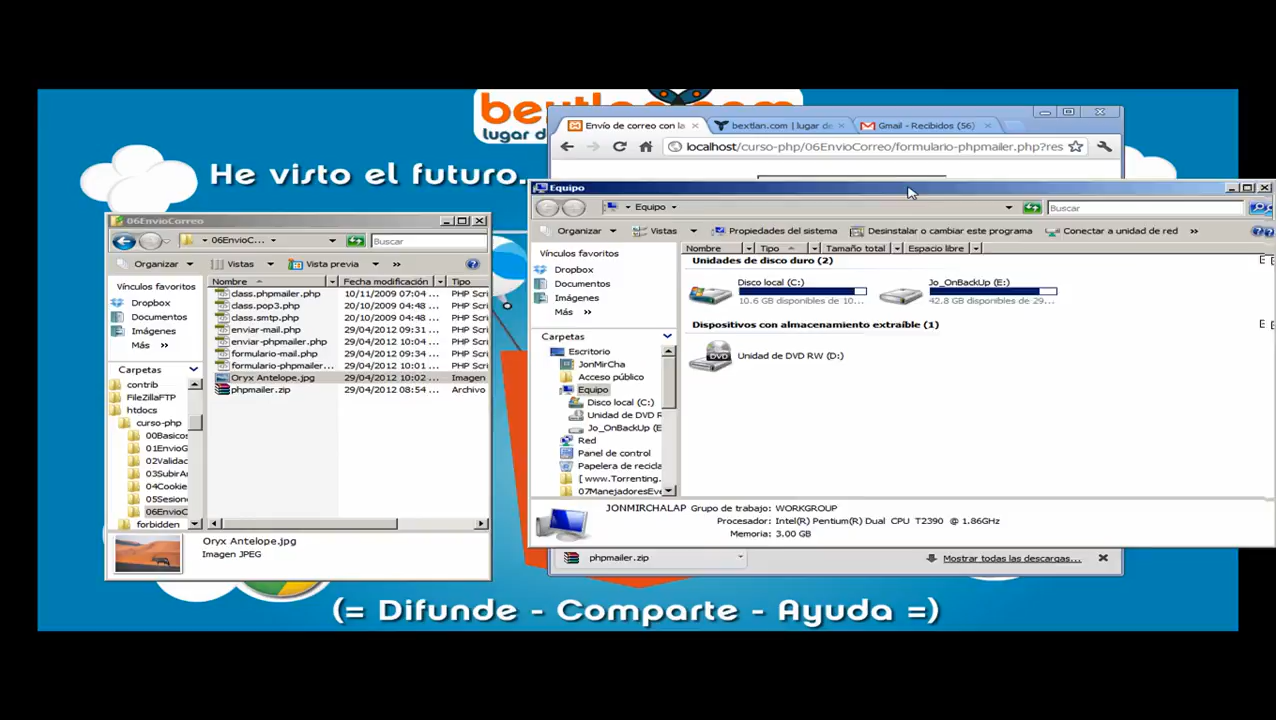 bextlan.com
lugar de
He visto el futuro.
Envío de correo con la
bextlan.com | lugar de
Gmail - Recibidos (56)
localhost/curso-php/06EnvioCorreo/formulario-phpmailer.php?res
06EnvioCorreo
06EnvioC...
Buscar
Organizar
Vistas
Vista previa
»
Vínculos favoritos
Dropbox
Documentos
Imágenes
Más »
Carpetas
contrib
FileZillaFTP
htdocs
curso-php
00Basicos
01EnvioG
02Validac
03SubirAr
04Cookie
05Sesione
06EnvioC
forbidden
Nombre
Fecha modificación
Tipo
class.phpmailer.php 10/11/2009 07:04 ... PHP Scri
class.pop3.php 20/10/2009 04:48 ... PHP Scri
class.smtp.php 20/10/2009 04:48 ... PHP Scri
enviar-mail.php 29/04/2012 09:31 ... PHP Scri
enviar-phpmailer.php 29/04/2012 10:04 ... PHP Scri
formulario-mail.php 29/04/2012 09:34 ... PHP Scri
formulario-phpmailer... 29/04/2012 10:01 ... PHP Scri
Oryx Antelope.jpg 29/04/2012 10:02 ... Imagen
phpmailer.zip 29/04/2012 08:54 ... Archivo
Oryx Antelope.jpg
Imagen JPEG
Equipo
Equipo
Buscar
Organizar
Vistas
Propiedades del sistema
Desinstalar o cambiar este programa
Conectar a unidad de red
»
Vínculos favoritos
Dropbox
Documentos
Imágenes
Más »
Carpetas
Escritorio
JonMirCha
Acceso público
Equipo
Disco local (C:)
Unidad de DVD R
Jo_OnBackUp (E
Red
Panel de control
Papelera de recicla
[ www.Torrenting.
07ManejadoresEve
Nombre
Tipo
Tamaño total
Espacio libre
Unidades de disco duro (2)
Disco local (C:)
10.6 GB disponibles de 10...
Jo_OnBackUp (E:)
42.8 GB disponibles de 29...
Dispositivos con almacenamiento extraíble (1)
DVD
Unidad de DVD RW (D:)
JONMIRCHALAP Grupo de trabajo: WORKGROUP
Procesador: Intel(R) Pentium(R) Dual CPU T2390 @ 1.86GHz
Memoria: 3.00 GB
phpmailer.zip
Mostrar todas las descargas...
(= Difunde - Comparte - Ayuda =)